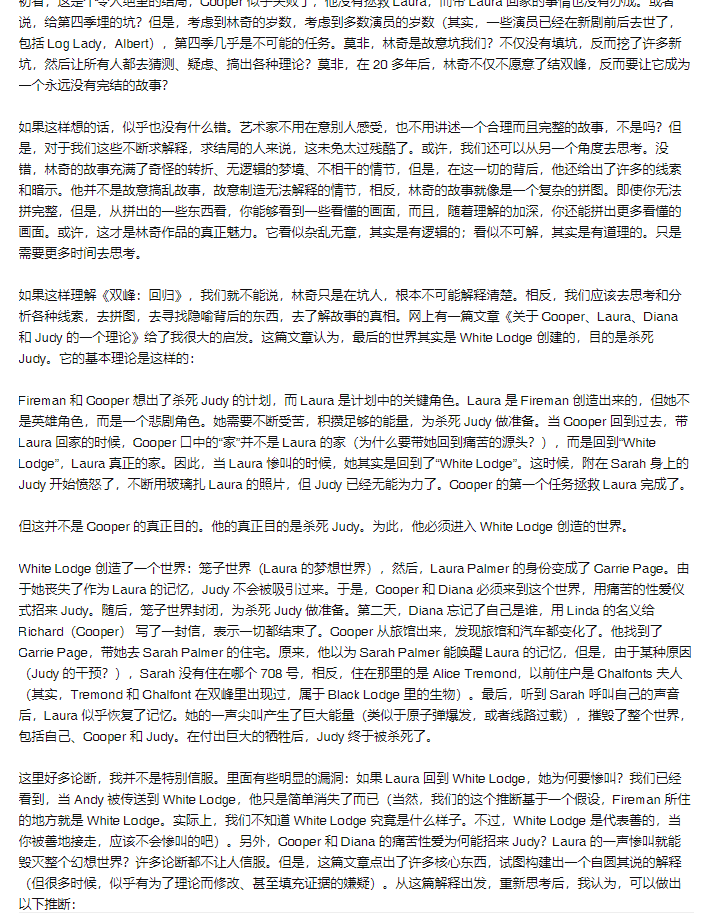 初看，这是个令人绝望的结局，Cooper 似乎失败了，他没有拯救 Laura，而带 Laura 回家的事情也没有办成。或者
说，给第四季埋的坑？但是，考虑到林奇的岁数，考虑到多数演员的岁数（其实，一些演员已经在新剧前后去世了，
包括 Log Lady，Albert），第四季几乎是不可能的任务。莫非，林奇是故意坑我们？不仅没有填坑，反而挖了许多新
坑，然后让所有人都去猜测、疑虑、搞出各种理论？莫非，在 20 多年后，林奇不仅不愿意了结双峰，反而要让它成为
一个永远没有完结的故事？
如果这样想的话，似乎也没有什么错。艺术家不用在意别人感受，也不用讲述一个合理而且完整的故事，不是吗？但
是，对于我们这些不断求解释，求结局的人来说，这未免太过残酷了。或许，我们还可以从另一个角度去思考。没
错，林奇的故事充满了奇怪的转折、无逻辑的梦境、不相干的情节，但是，在这一切的背后，他还给出了许多的线索
和暗示。他并不是故意搞乱故事，故意制造无法解释的情节，相反，林奇的故事就像是一个复杂的拼图。即使你无法
拼完整，但是，从拼出的一些东西看，你能够看到一些看懂的画面，而且，随着理解的加深，你还能拼出更多看懂的
画面。或许，这才是林奇作品的真正魅力。它看似杂乱无章，其实是有逻辑的；看似不可解，其实是有道理的。只是
需要更多时间去思考。
如果这样理解《双峰：回归》，我们就不能说，林奇只是在坑人，根本不可能解释清楚。相反，我们应该去思考和分
析各种线索，去拼图，去寻找隐喻背后的东西，去了解故事的真相。网上有一篇文章《关于 Cooper、Laura、Diana
和 Judy 的一个理论》给了我很大的启发。这篇文章认为，最后的世界其实是 White Lodge 创建的，目的是杀死
Judy。它的基本理论是这样的：
Fireman 和 Cooper 想出了杀死 Judy 的计划，而 Laura 是计划中的关键角色。Laura 是 Fireman 创造出来的，但她不
是英雄角色，而是一个悲剧角色。她需要不断受苦，积攒足够的能量，为杀死 Judy 做准备。当 Cooper 回到过去，带
Laura 回家的时候，Cooper 口中的“家”并不是 Laura 的家（为什么要带她回到痛苦的源头？），而是回到“White
Lodge”，Laura 真正的家。因此，当 Laura 惨叫的时候，她其实是回到了“White Lodge”。这时候，附在 Sarah 身上的
Judy 开始愤怒了，不断用玻璃扎 Laura 的照片，但 Judy 已经无能为力了。Cooper 的第一个任务拯救 Laura 完成了。
但这并不是 Cooper 的真正目的。他的真正目的是杀死 Judy。为此，他必须进入 White Lodge 创造的世界。
White Lodge 创造了一个世界：笼子世界（Laura 的梦想世界），然后，Laura Palmer 的身份变成了 Carrie Page。由
于她丧失了作为 Laura 的记忆，Judy 不会被吸引过来。于是，Cooper 和 Diana 必须来到这个世界，用痛苦的性爱仪
式招来 Judy。随后，笼子世界封闭，为杀死 Judy 做准备。第二天，Diana 忘记了自己是谁，用 Linda 的名义给
Richard（Cooper） 写了一封信，表示一切都结束了。Cooper 从旅馆出来，发现旅馆和汽车都变化了。他找到了
Carrie Page，带她去 Sarah Palmer 的住宅。原来，他以为 Sarah Palmer 能唤醒 Laura 的记忆，但是，由于某种原因
（Judy 的干预？），Sarah 没有住在哪个 708 号，相反，住在那里的是 Alice Tremond，以前住户是 Chalfonts 夫人
（其实，Tremond 和 Chalfont 在双峰里出现过，属于 Black Lodge 里的生物）。最后，听到 Sarah 呼叫自己的声音
后，Laura 似乎恢复了记忆。她的一声尖叫产生了巨大能量（类似于原子弹爆发，或者线路过载），摧毁了整个世界，
包括自己、Cooper 和 Judy。在付出巨大的牺牲后，Judy 终于被杀死了。
这里好多论断，我并不是特别信服。里面有些明显的漏洞：如果 Laura 回到 White Lodge，她为何要惨叫？我们已经
看到，当 Andy 被传送到 White Lodge，他只是简单消失了而已（当然，我们的这个推断基于一个假设，Fireman 所住
的地方就是 White Lodge。实际上，我们不知道 White Lodge 究竟是什么样子。不过，White Lodge 是代表善的，当
你被善地接走，应该不会惨叫的吧）。另外，Cooper 和 Diana 的痛苦性爱为何能招来 Judy？Laura 的一声惨叫就能
毁灭整个幻想世界？许多论断都不让人信服。但是，这篇文章点出了许多核心东西，试图构建出一个自圆其说的解释
（但很多时候，似乎有为了理论而修改、甚至填充证据的嫌疑）。从这篇解释出发，重新思考后，我认为，可以做出
以下推断：